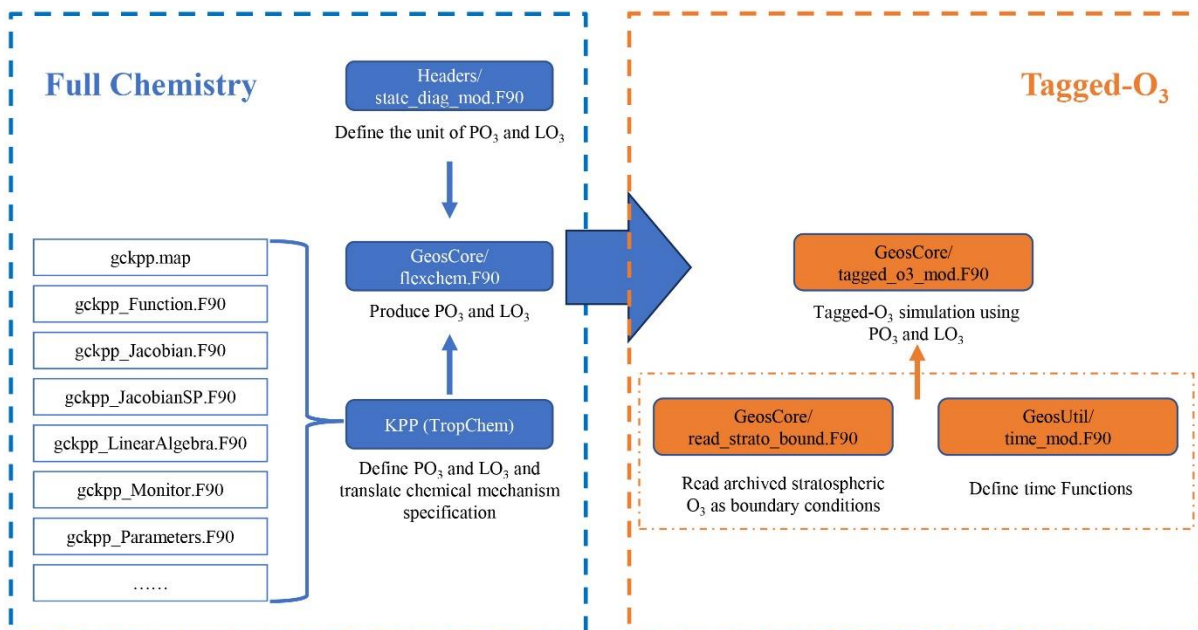 Full Chemistry
Headers/
state_diag_mod.F90
Define the unit of PO₃ and LO₃
gckpp.map
gckpp_Function.F90
gckpp_Jacobian.F90
gckpp_JacobianSP.F90
gckpp_LinearAlgebra.F90
gckpp_Monitor.F90
gckpp_Parameters.F90
……
GeosCore/
flexchem.F90
Produce PO₃ and LO₃
KPP (TropChem)
Define PO₃ and LO₃ and
translate chemical mechanism
specification
Tagged-O₃
GeosCore/
tagged_o3_mod.F90
Tagged-O₃ simulation using
PO₃ and LO₃
GeosCore/
read_strato_bound.F90
Read archived stratospheric
O₃ as boundary conditions
GeosUtil/
time_mod.F90
Define time Functions